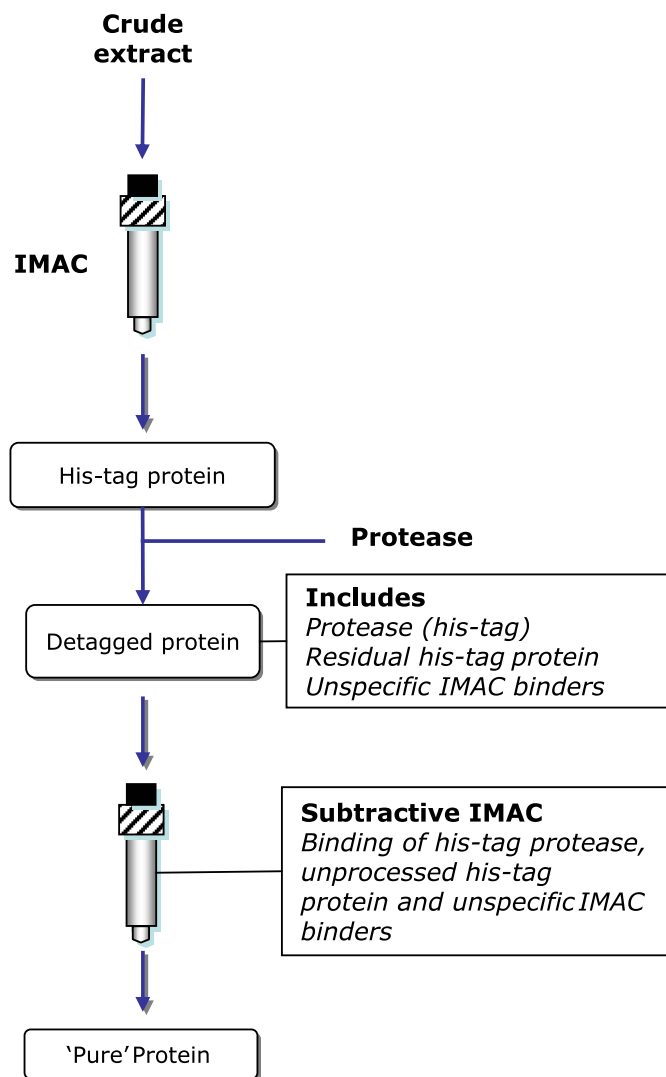 Crude
extract
IMAC
His-tag protein
Protease
Detagged protein
Includes
Protease (his-tag)
Residual his-tag protein
Unspecific IMAC binders
Subtractive IMAC
Binding of his-tag protease,
unprocessed his-tag
protein and unspecific IMAC
binders
‘Pure’ Protein